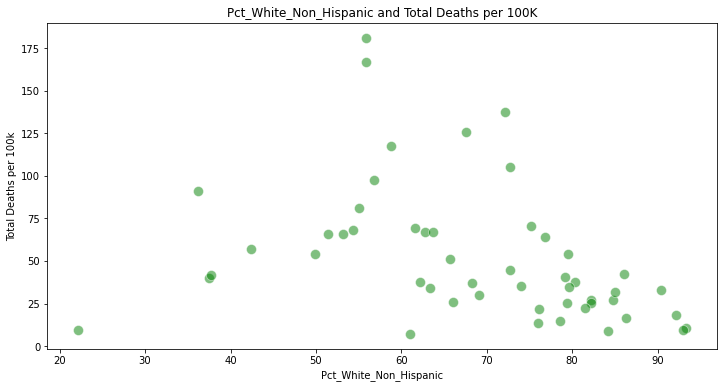 Pct_White_Non_Hispanic and Total Deaths per 100K
175
150
125
100
75
50
25
0
Total Deaths per 100k
20 30 40 50 60 70 80 90
Pct_White_Non_Hispanic